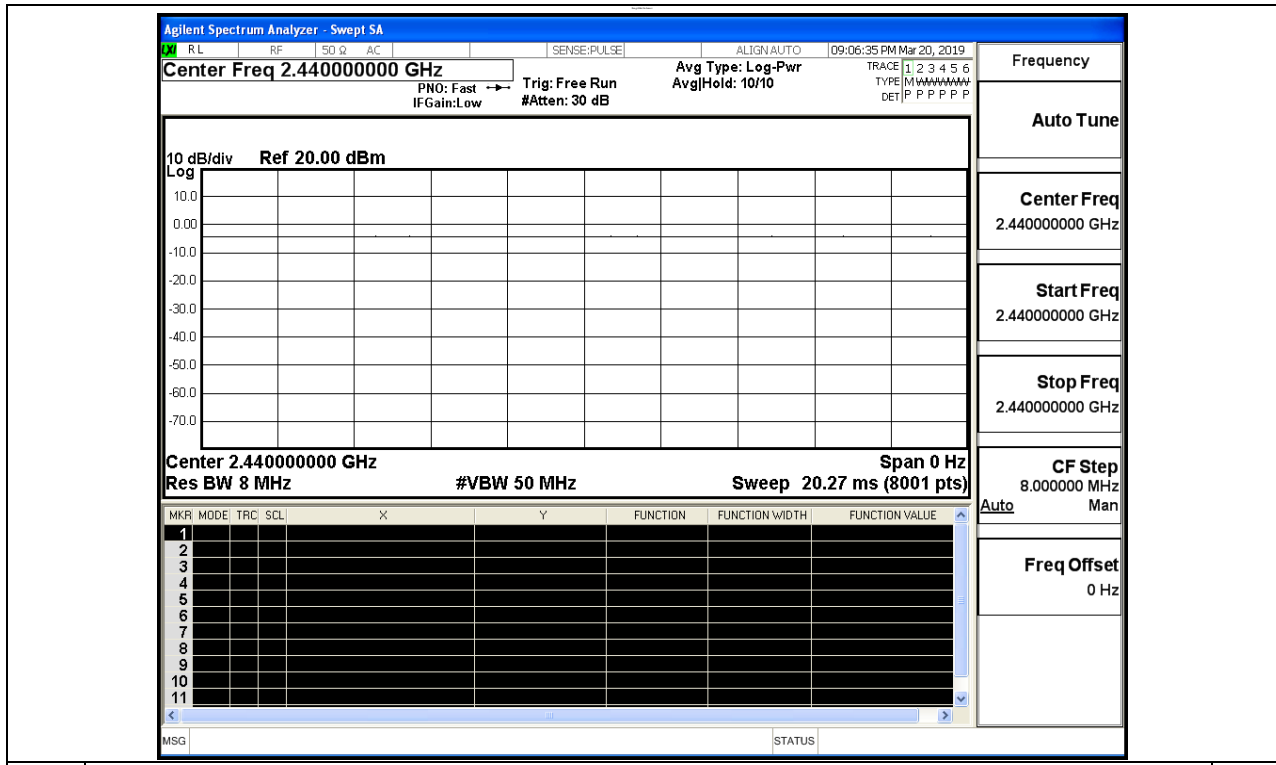 Agilent Spectrum Analyzer - Swept SA
LXI RL RF 50 Ω AC SENSE:PULSE ALIGN AUTO 09:06:35 PM Mar 20, 2019
Center Freq 2.440000000 GHz
PNO: Fast
IFGain:Low
Trig: Free Run
#Atten: 30 dB
Avg Type: Log-Pwr
Avg|Hold: 10/10
TRACE 1 2 3 4 5 6
TYPE M WWWWW
DET P P P P P P
10 dB/div Ref 20.00 dBm
Log
10.0
0.00
-10.0
-20.0
-30.0
-40.0
-50.0
-60.0
-70.0
Center 2.440000000 GHz Span 0 Hz
Res BW 8 MHz #VBW 50 MHz Sweep 20.27 ms (8001 pts)
MKR MODE TRC SCL X Y FUNCTION FUNCTION WIDTH FUNCTION VALUE
1
2
3
4
5
6
7
8
9
10
11
MSG STATUS
Frequency
Auto Tune
Center Freq
2.440000000 GHz
Start Freq
2.440000000 GHz
Stop Freq
2.440000000 GHz
CF Step
8.000000 MHz
Auto Man
Freq Offset
0 Hz